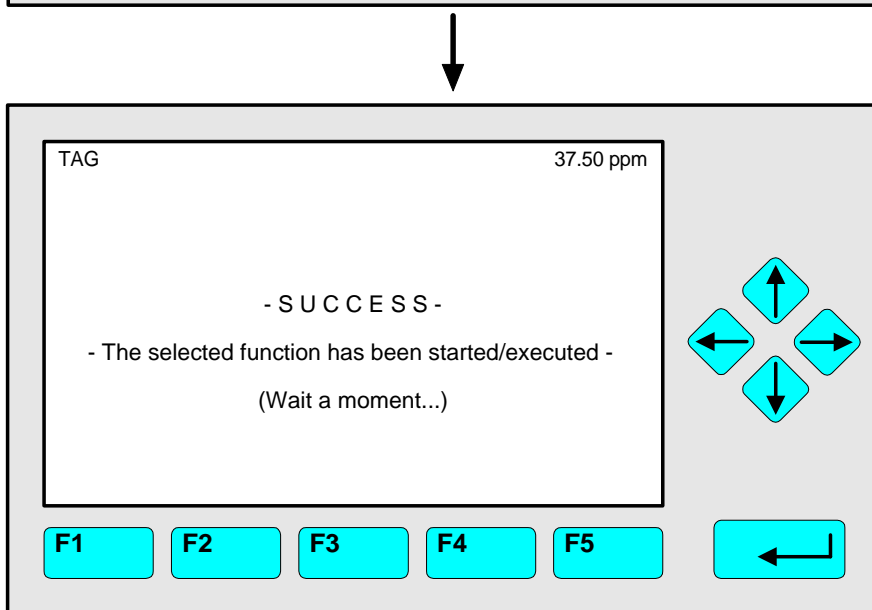 TAG 37.50 ppm
- S U C C E S S -
- The selected function has been started/executed -
(Wait a moment...)
F1 F2 F3 F4 F5